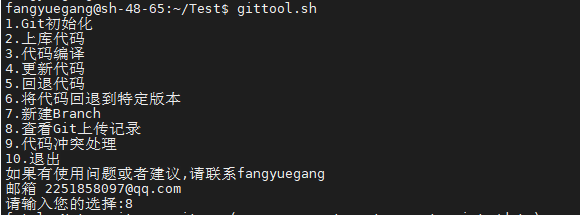 fangyuegang@sh-48-65:~/Test$ gittool.sh
1.Git初始化
2.上库代码
3.代码编译
4.更新代码
5.回退代码
6.将代码回退到特定版本
7.新建Branch
8.查看Git上传记录
9.代码冲突处理
10.退出
如果有使用问题或者建议,请联系fangyuegang
邮箱 2251858097@qq.com
请输入您的选择:8